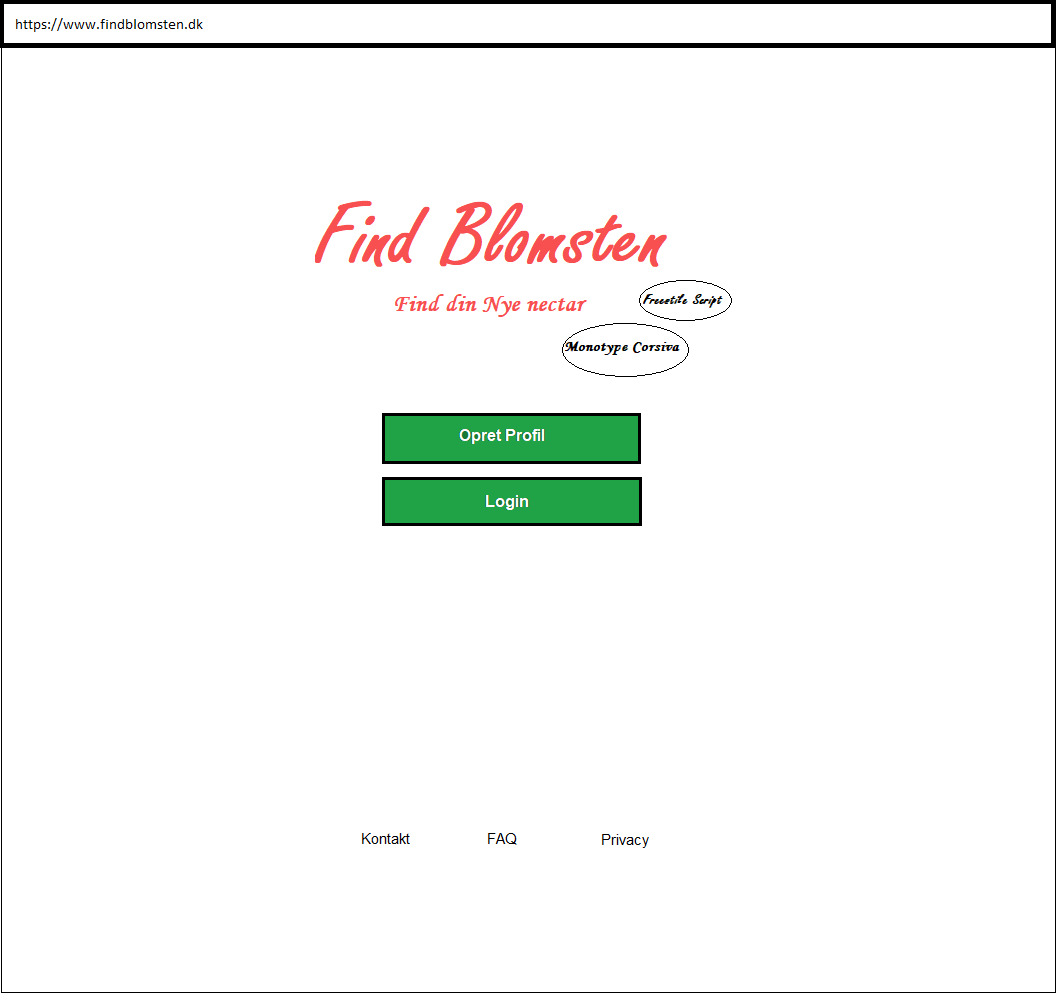 https://www.findblomsten.dk
Find Blomsten
Find din Nye nectar
Freestile Script
Monotype Corsiva
Opret Profil
Login
Kontakt
FAQ
Privacy